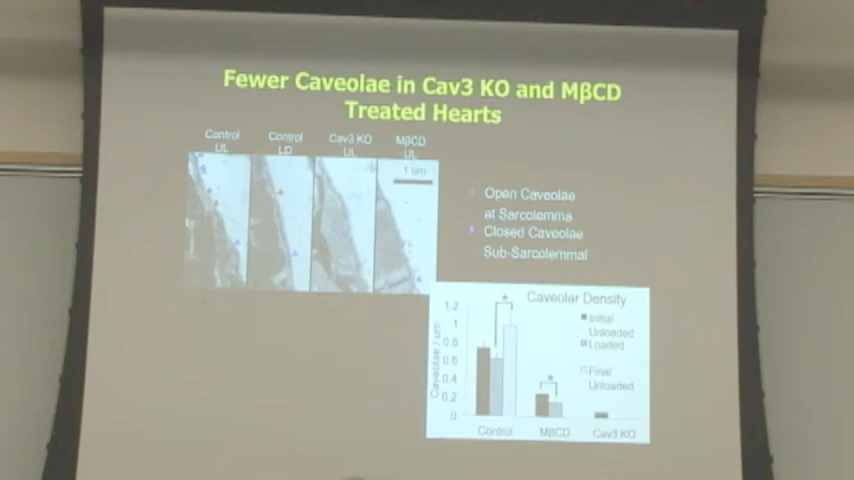 Fewer Caveolae in Cav3 KO and MβCD
Treated Hearts
Control
UL
Control
LD
Cav3 KO
UL
MβCD
UL
1 um
Open Caveolae
at Sarcolemma
Closed Caveolae
Sub-Sarcolemmal
Caveolar Density
Caveolae / µm
1.2
1
0.8
0.6
0.4
0.2
0
*
*
Initial
Unloaded
Loaded
Final
Unloaded
Control
MβCD
Cav3 KO